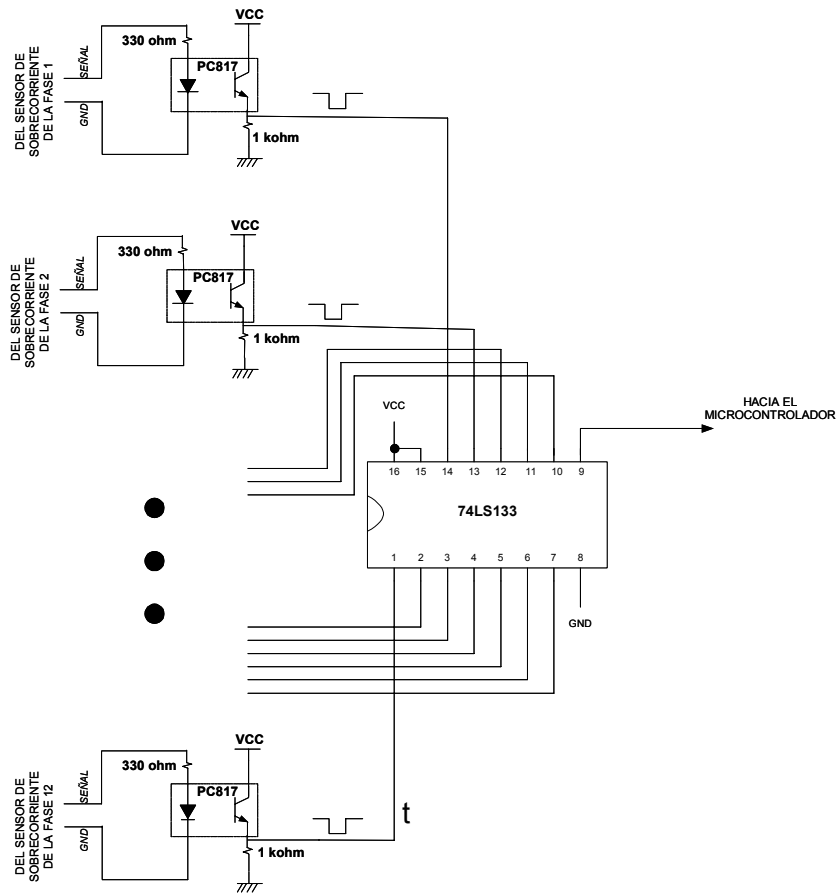 VCC
330 ohm
PC817
SEÑAL
GND
DEL SENSOR DE
SOBRECORRIENTE
DE LA FASE 1
1 kohm
VCC
330 ohm
PC817
SEÑAL
GND
DEL SENSOR DE
SOBRECORRIENTE
DE LA FASE 2
1 kohm
HACIA EL
MICROCONTROLADOR
VCC
16 15 14 13 12 11 10 9
74LS133
1 2 3 4 5 6 7 8
GND
VCC
330 ohm
PC817
SEÑAL
GND
DEL SENSOR DE
SOBRECORRIENTE
DE LA FASE 12
t
1 kohm